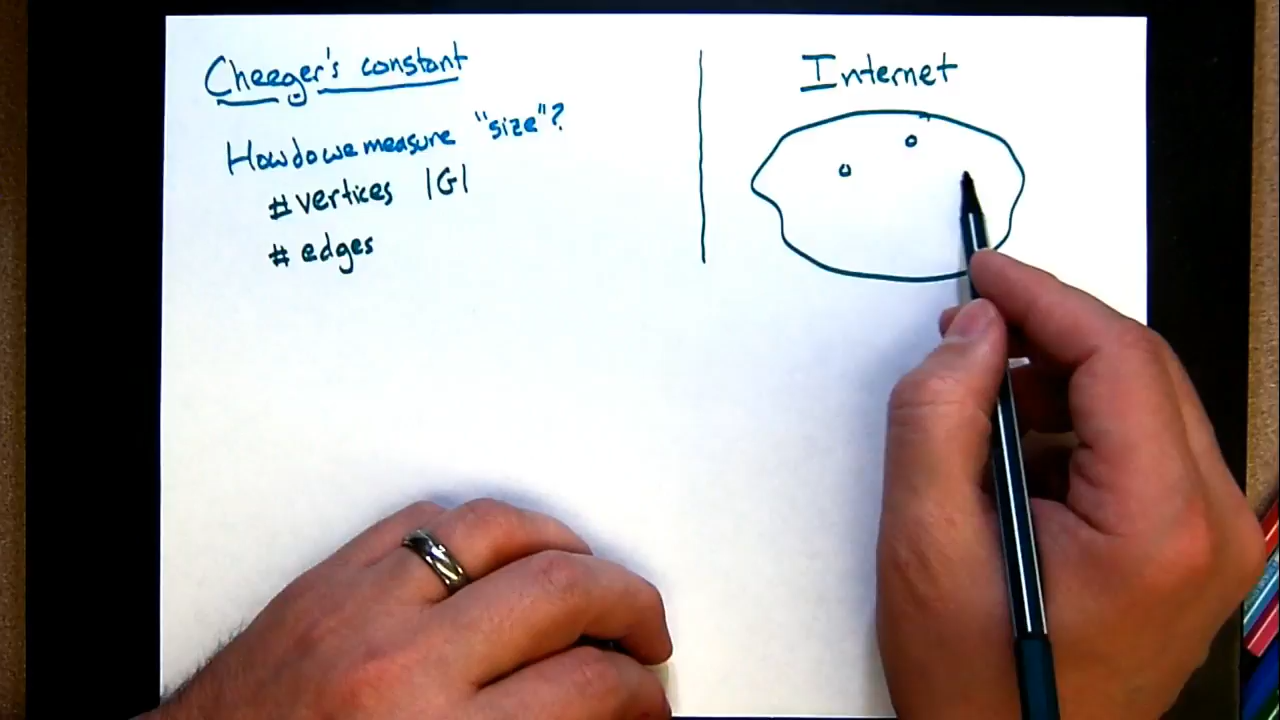 Cheeger's constant
How do we measure "size"?
# vertices |G|
# edges
Internet